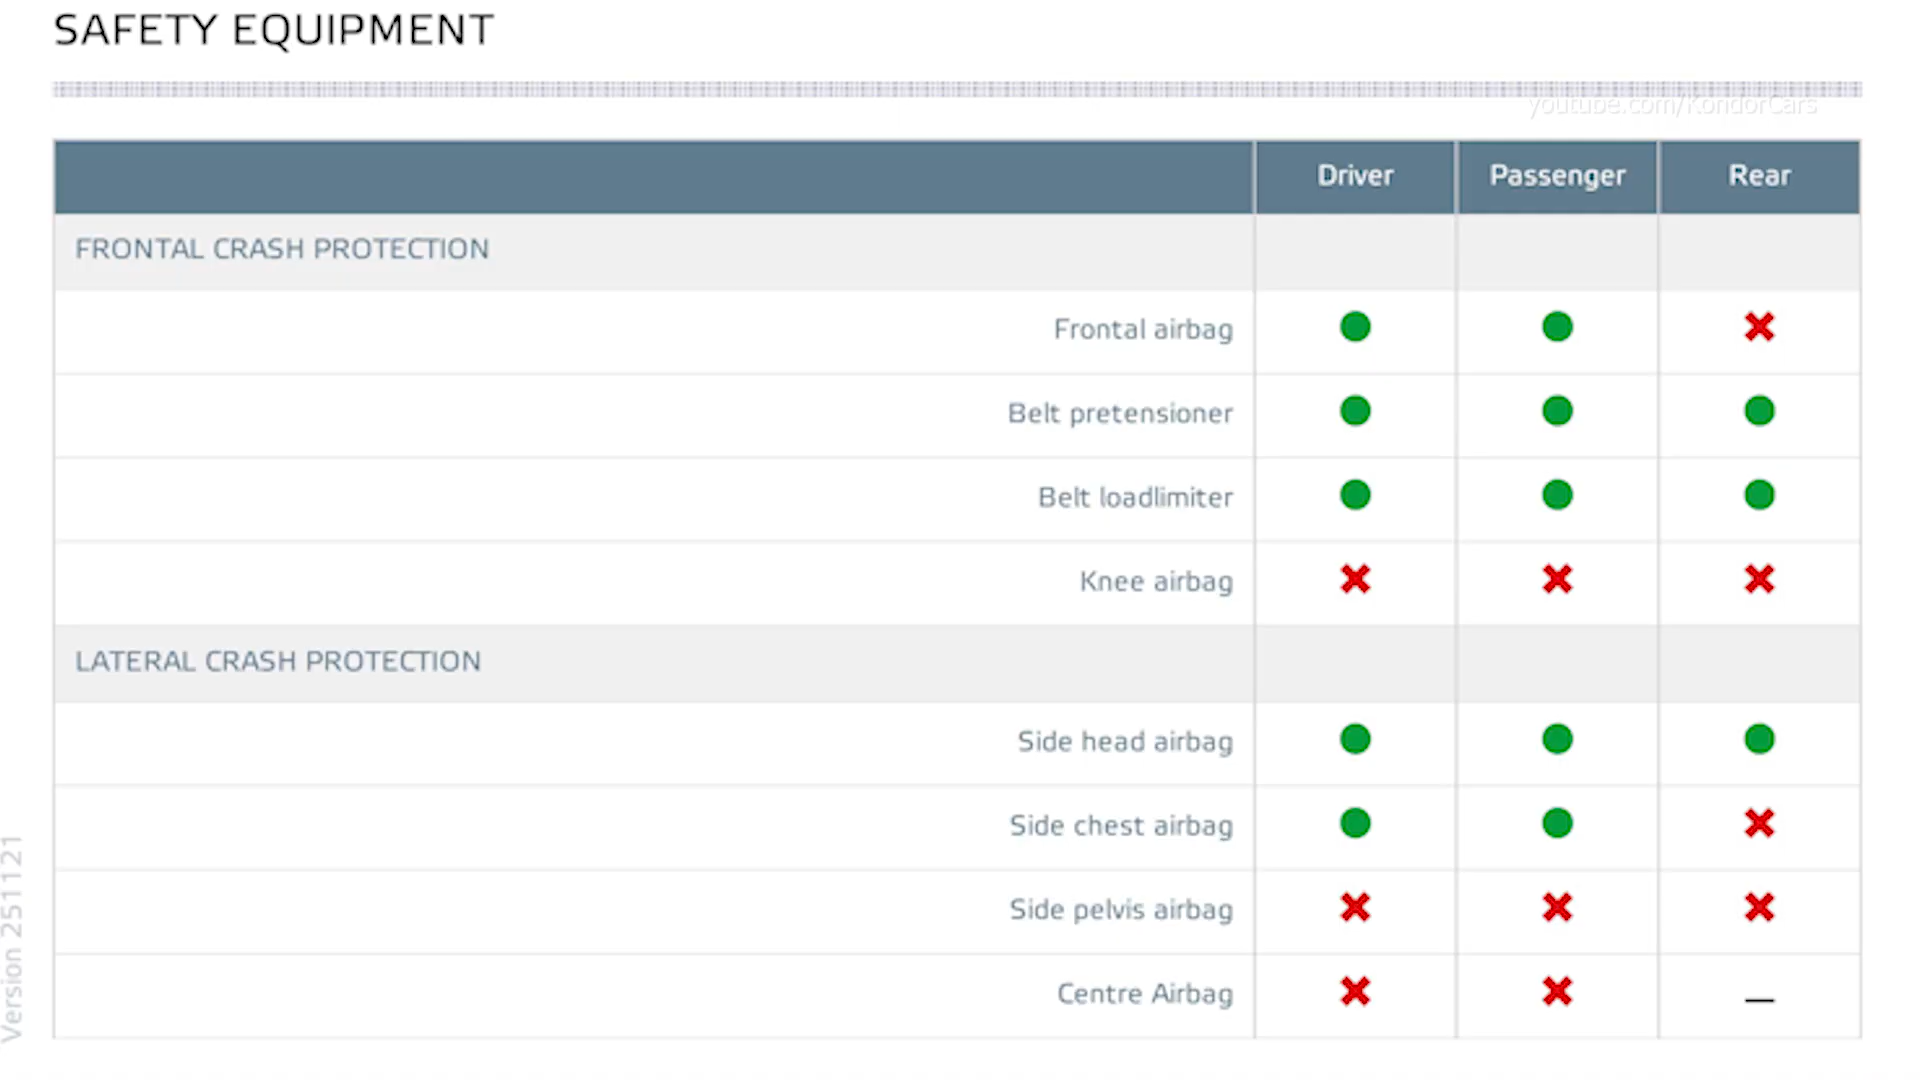 SAFETY EQUIPMENT
youtube.com/KondorCars
Driver Passenger Rear
FRONTAL CRASH PROTECTION
Frontal airbag
Belt pretensioner
Belt loadlimiter
Knee airbag
LATERAL CRASH PROTECTION
Side head airbag
Side chest airbag
Side pelvis airbag
Centre Airbag
Version 251121